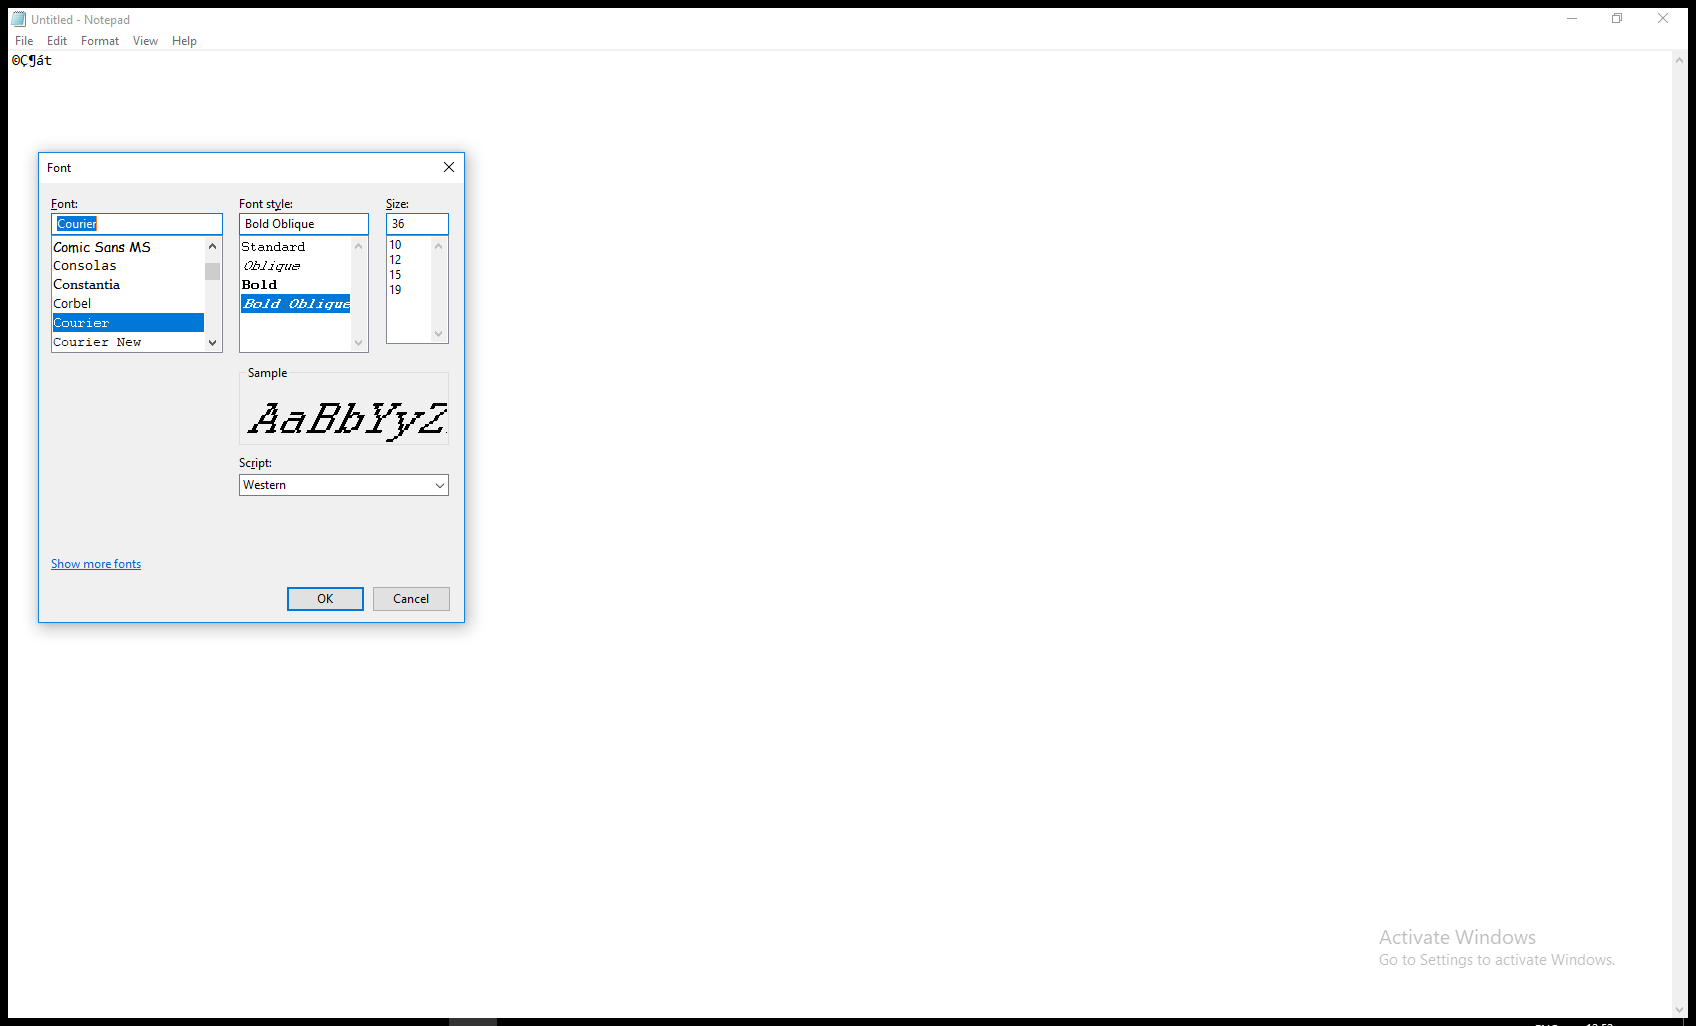 Untitled - Notepad
File Edit Format View Help
©Ç¶át
Font
Font: Font style: Size:
Courier Bold Oblique 36
Comic Sans MS
Consolas
Constantia
Corbel
Courier
Courier New
Standard
Oblique
Bold
Bold Oblique
10
12
15
19
Sample
AaBbYyZ
Script:
Western
Show more fonts
OK Cancel
Activate Windows
Go to Settings to activate Windows.